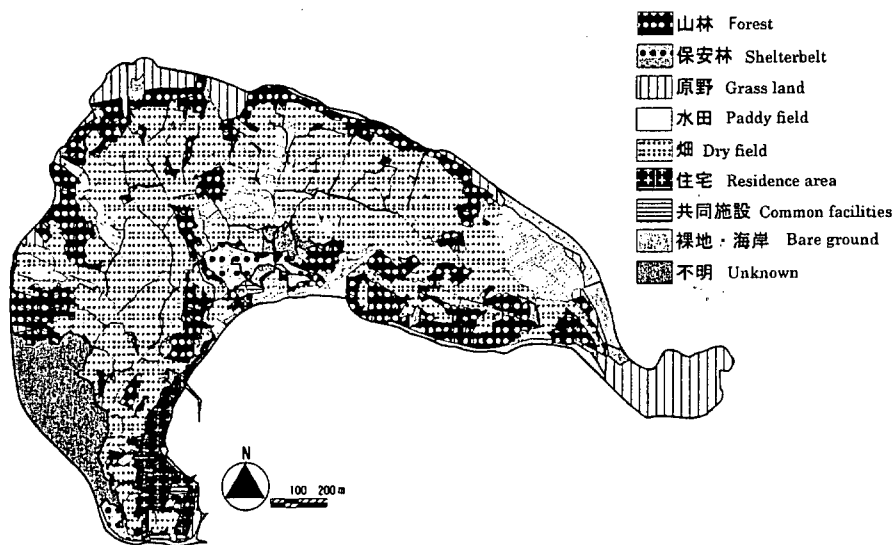 山林 Forest
保安林 Shelterbelt
原野 Grass land
水田 Paddy field
畑 Dry field
住宅 Residence area
共同施設 Common facilities
裸地・海岸 Bare ground
不明 Unknown
N
100 200 m